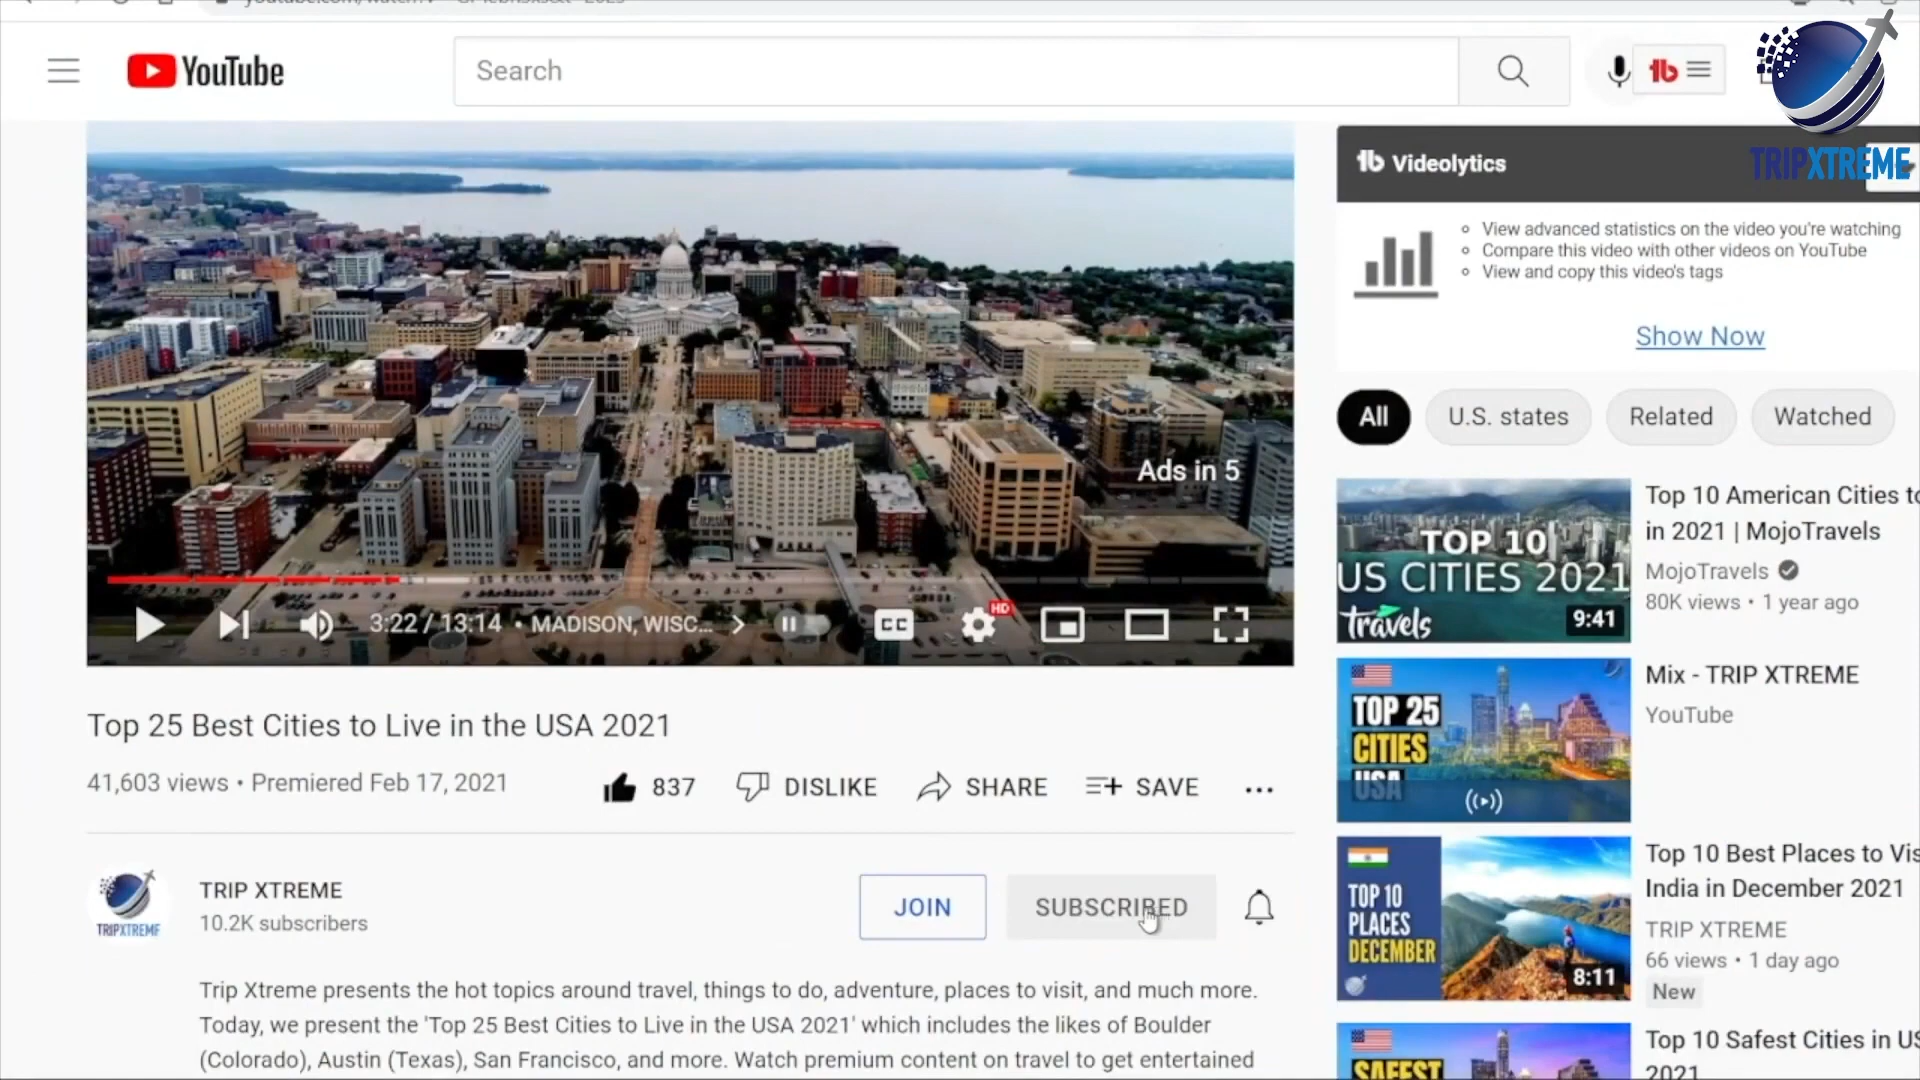 YouTube
Search
TRIPXTREME
Videolytics
View advanced statistics on the video you're watching
Compare this video with other videos on YouTube
View and copy this video's tags
Show Now
All
U.S. states
Related
Watched
Ads in 5
3:22 / 13:14 • MADISON, WISC...
CC
HD
Top 25 Best Cities to Live in the USA 2021
41,603 views • Premiered Feb 17, 2021
837
DISLIKE
SHARE
SAVE
TRIPXTREME
TRIP XTREME
10.2K subscribers
JOIN
SUBSCRIBED
Trip Xtreme presents the hot topics around travel, things to do, adventure, places to visit, and much more.
Today, we present the 'Top 25 Best Cities to Live in the USA 2021' which includes the likes of Boulder
(Colorado), Austin (Texas), San Francisco, and more. Watch premium content on travel to get entertained
TOP 10
US CITIES 2021
travels
9:41
Top 10 American Cities to
in 2021 | MojoTravels
MojoTravels
80K views • 1 year ago
TOP 25
CITIES
USA
Mix - TRIP XTREME
YouTube
TOP 10
PLACES
DECEMBER
8:11
Top 10 Best Places to Vis
India in December 2021
TRIP XTREME
66 views • 1 day ago
New
SAFEST
Top 10 Safest Cities in US
2021